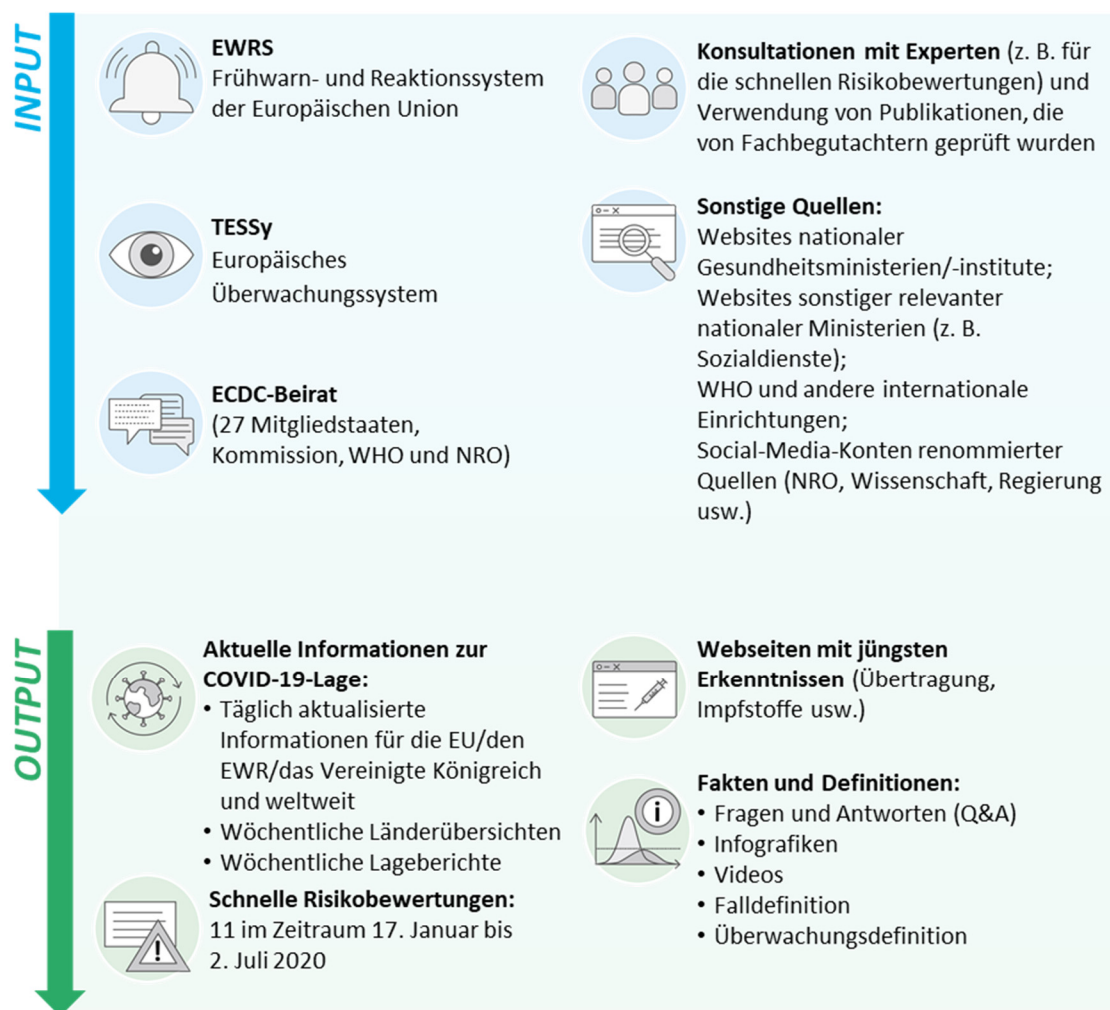 INPUT
EWRS
Frühwarn- und Reaktionssystem
der Europäischen Union
TESSy
Europäisches
Überwachungssystem
ECDC-Beirat
(27 Mitgliedstaaten,
Kommission, WHO und NRO)
Konsultationen mit Experten (z. B. für
die schnellen Risikobewertungen) und
Verwendung von Publikationen, die
von Fachbegutachtern geprüft wurden
Sonstige Quellen:
Websites nationaler
Gesundheitsministerien/-institute;
Websites sonstiger relevanter
nationaler Ministerien (z. B.
Sozialdienste);
WHO und andere internationale
Einrichtungen;
Social-Media-Konten renommierter
Quellen (NRO, Wissenschaft, Regierung
usw.)
OUTPUT
Aktuelle Informationen zur
COVID-19-Lage:
• Täglich aktualisierte
Informationen für die EU/den
EWR/das Vereinigte Königreich
und weltweit
• Wöchentliche Länderübersichten
• Wöchentliche Lageberichte
Schnelle Risikobewertungen:
11 im Zeitraum 17. Januar bis
2. Juli 2020
Webseiten mit jüngsten
Erkenntnissen (Übertragung,
Impfstoffe usw.)
Fakten und Definitionen:
• Fragen und Antworten (Q&A)
• Infografiken
• Videos
• Falldefinition
• Überwachungsdefinition